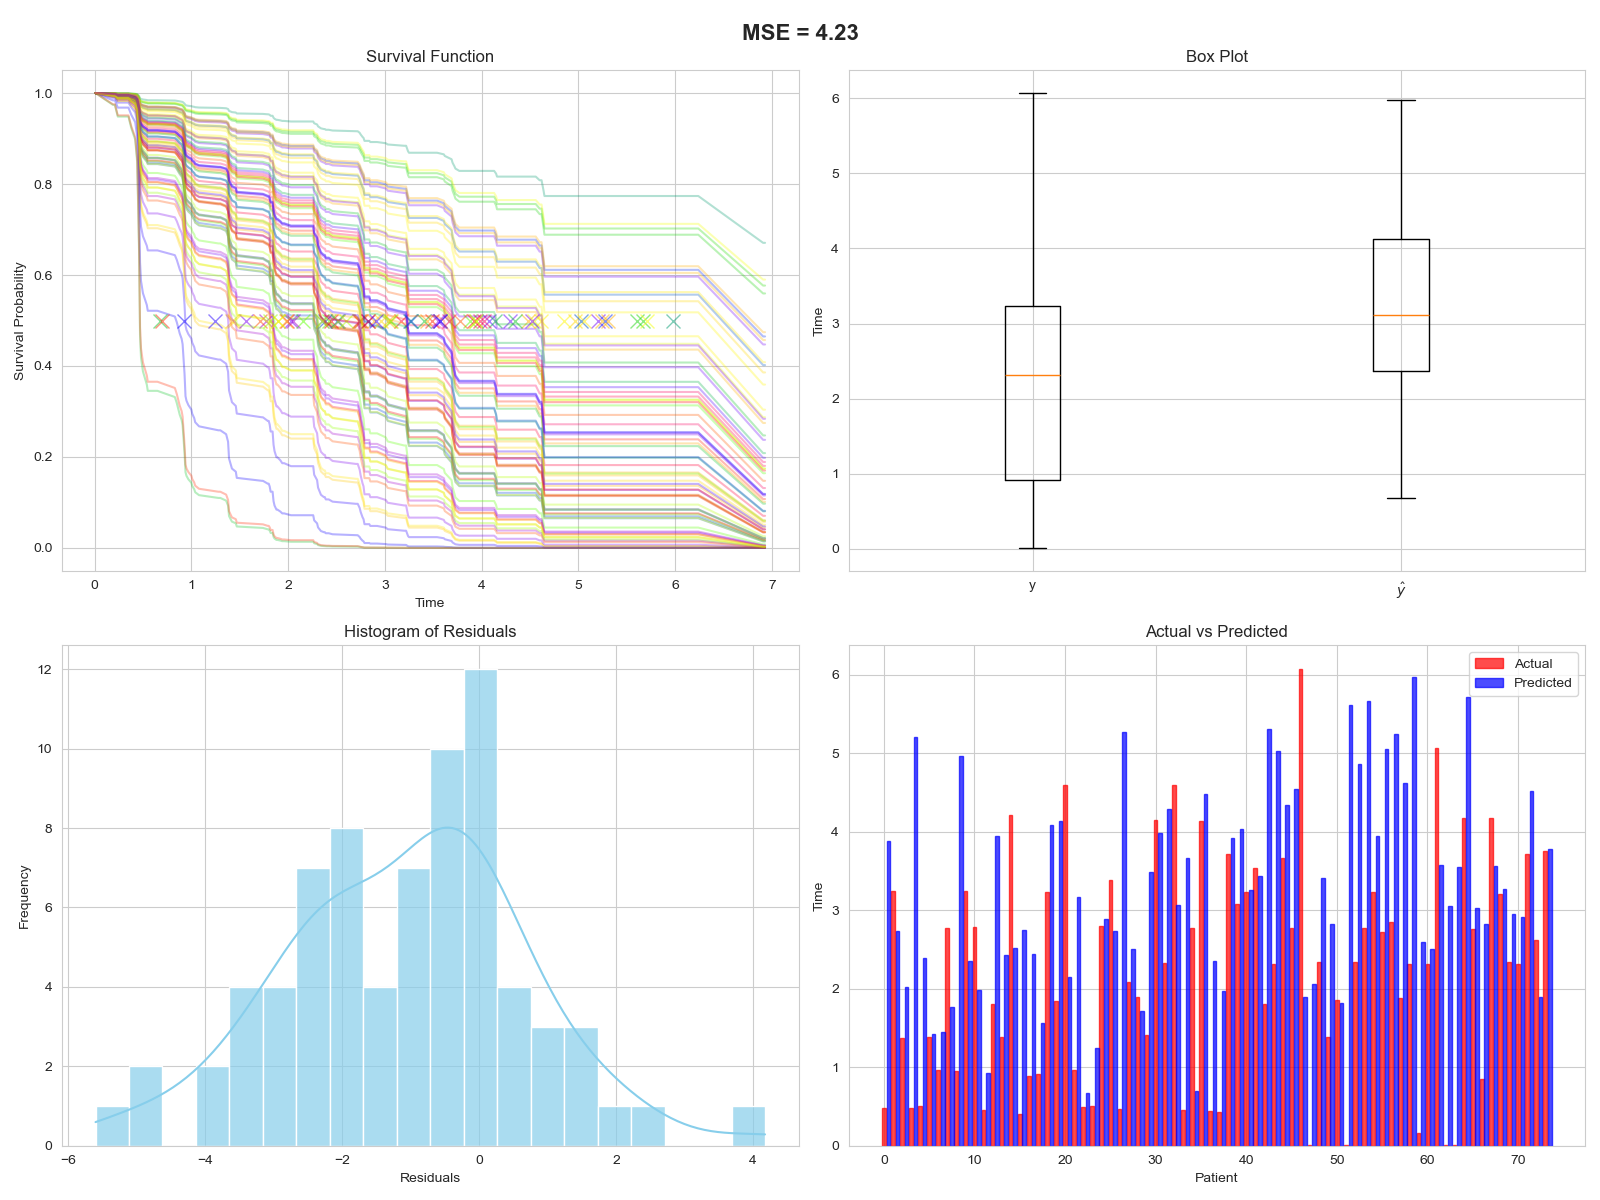 MSE = 4.23
Survival Function
Survival Probability
1.0
0.8
0.6
0.4
0.2
0.0
0 1 2 3 4 5 6 7
Time
Box Plot
Time
6
5
4
3
2
1
0
y ŷ
Histogram of Residuals
Frequency
12
10
8
6
4
2
0
−6 −4 −2 0 2 4
Residuals
Actual vs Predicted
Actual
Predicted
Time
6
5
4
3
2
1
0
0 10 20 30 40 50 60 70
Patient